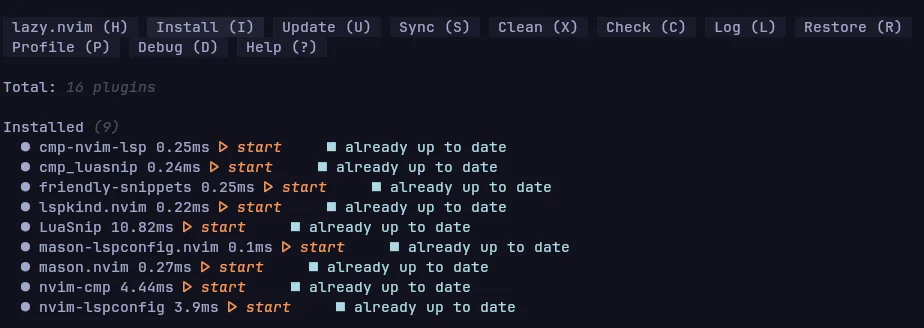 lazy.nvim (H) Install (I) Update (U) Sync (S) Clean (X) Check (C) Log (L) Restore (R)
Profile (P) Debug (D) Help (?)
Total: 16 plugins
Installed (9)
● cmp-nvim-lsp 0.25ms ▷ start ■ already up to date
● cmp_luasnip 0.24ms ▷ start ■ already up to date
● friendly-snippets 0.25ms ▷ start ■ already up to date
● lspkind.nvim 0.22ms ▷ start ■ already up to date
● LuaSnip 10.82ms ▷ start ■ already up to date
● mason-lspconfig.nvim 0.1ms ▷ start ■ already up to date
● mason.nvim 0.27ms ▷ start ■ already up to date
● nvim-cmp 4.44ms ▷ start ■ already up to date
● nvim-lspconfig 3.9ms ▷ start ■ already up to date